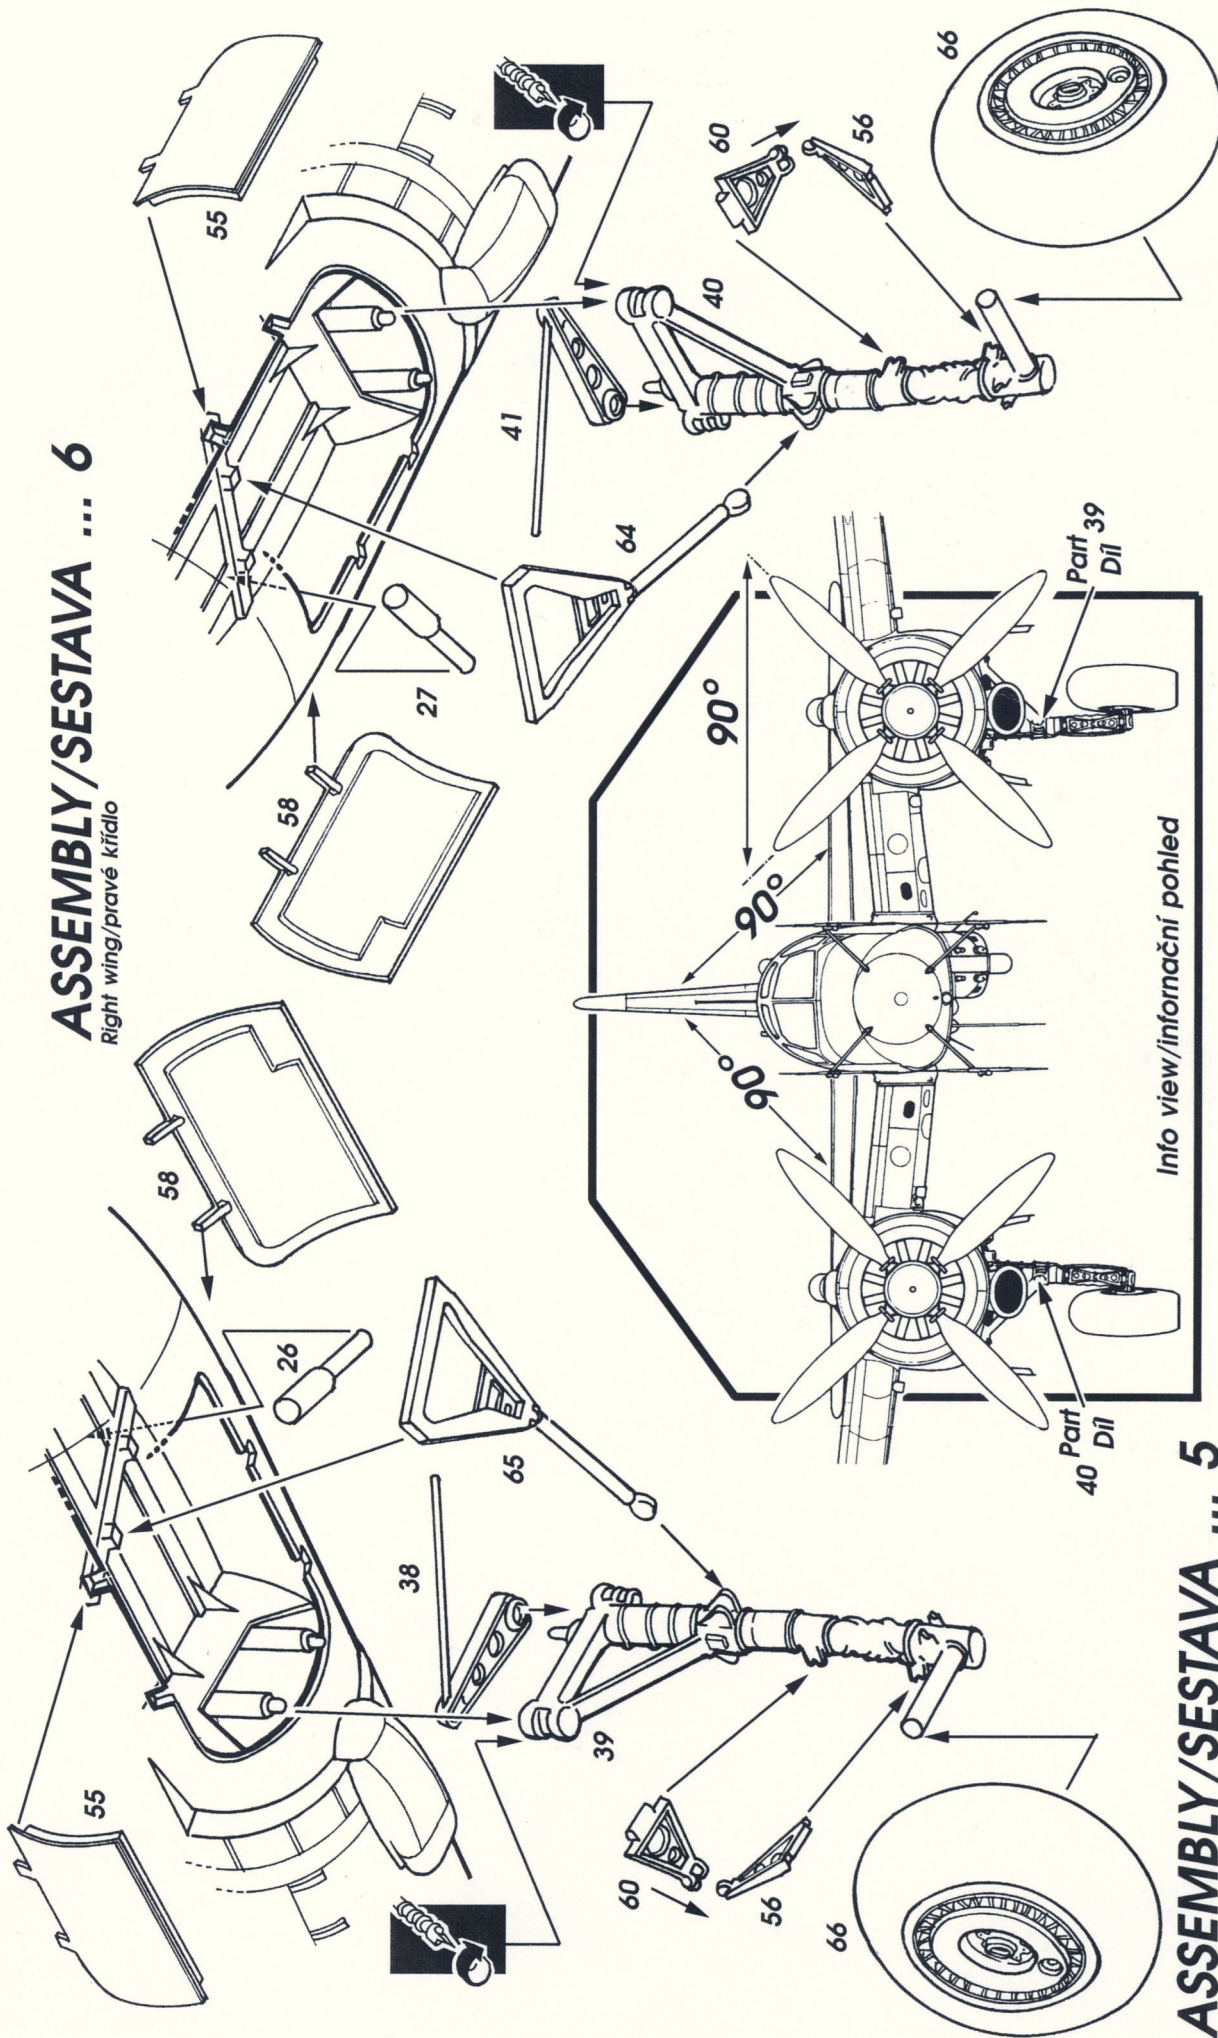 ASSEMBLY/SESTAVA ... 5
55
26
58
38
65
39
60
56
66
ASSEMBLY/SESTAVA ... 6
Right wing/pravé křídlo
58
27
55
41
64
40
60
56
66
90°
90°
90°
40 Part
Díl
Part 39
Díl
Info view/infornační pohled